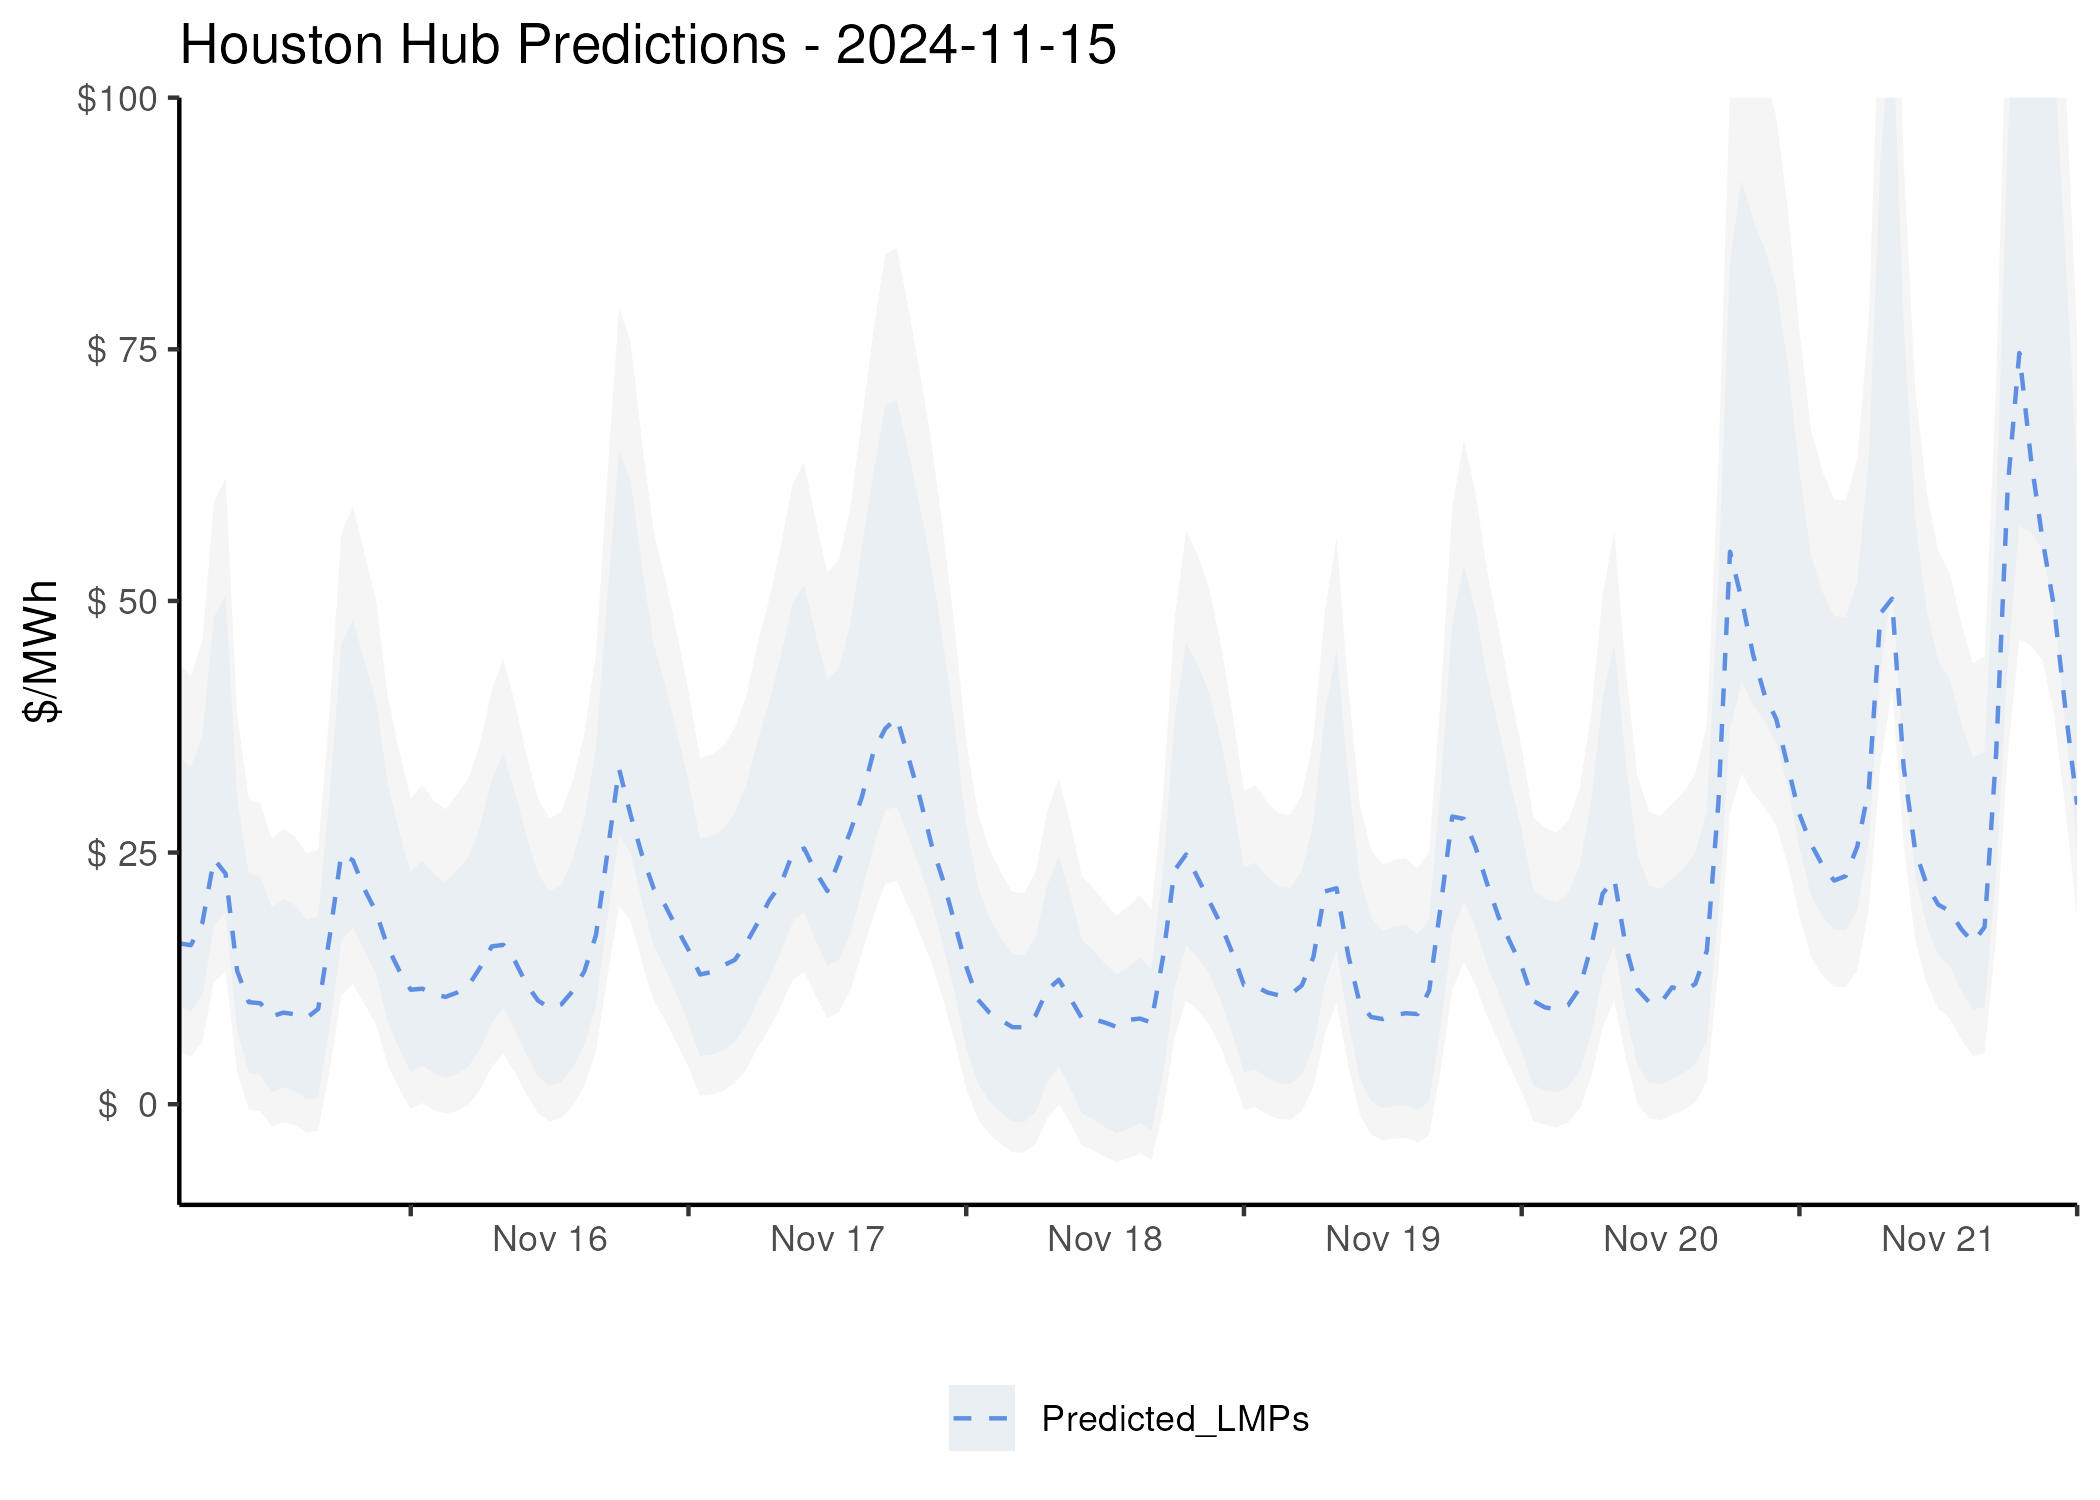 Houston Hub Predictions - 2024-11-15
$100
$ 75
$ 50
$ 25
$ 0
$/MWh
Nov 16 Nov 17 Nov 18 Nov 19 Nov 20 Nov 21
Predicted_LMPs